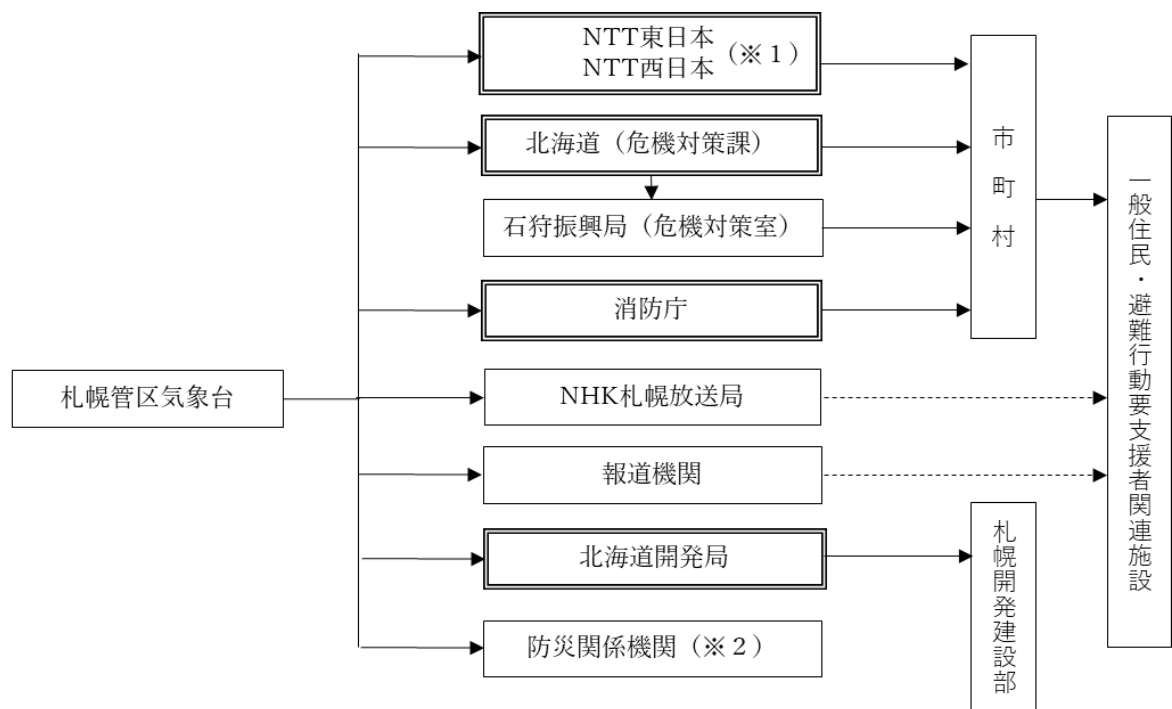 NTT東日本
NTT西日本
(※1)
北海道（危機対策課）
石狩振興局（危機対策室）
消防庁
札幌管区気象台
NHK札幌放送局
報道機関
北海道開発局
防災関係機関（※２）
市町村
札幌開発建設部
一般住民・避難行動要支援者関連施設